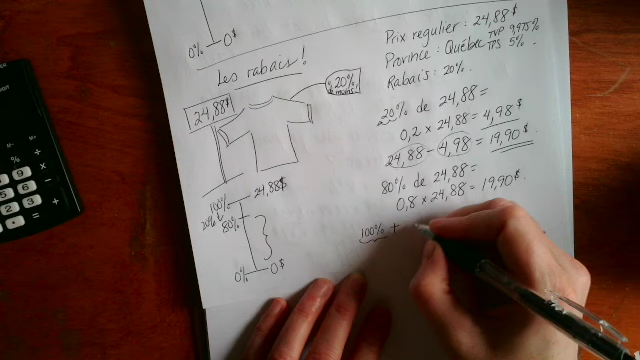 0% 0$
Les rabais!
24,88$
20%
100% 24,88$
20%
80%
0% 0$
Prix regulier : 24,88$
Province : Québec TVP 9,975%
TPS 5%
Rabais : 20%.
20% de 24,88 =
0,2 x 24,88 = 4,98$
24,88 - 4,98 = 19,90$.
80% de 24,88 =
0,8 x 24,88 = 19,90$
100% +